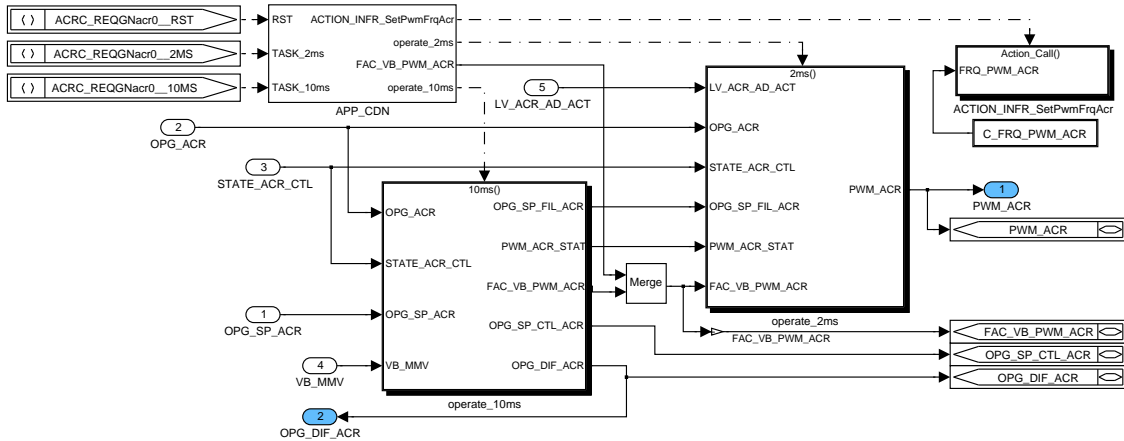 ACRC_REQGNacr0__RST
RST
ACTION_INFR_SetPwmFrqAcr
ACRC_REQGNacr0__2MS
TASK_2ms
operate_2ms
FAC_VB_PWM_ACR
ACRC_REQGNacr0__10MS
TASK_10ms
operate_10ms
APP_CDN
Action_Call()
FRQ_PWM_ACR
ACTION_INFR_SetPwmFrqAcr
C_FRQ_PWM_ACR
5
LV_ACR_AD_ACT
2
OPG_ACR
3
STATE_ACR_CTL
2ms()
LV_ACR_AD_ACT
OPG_ACR
STATE_ACR_CTL
OPG_SP_FIL_ACR
PWM_ACR_STAT
FAC_VB_PWM_ACR
PWM_ACR
operate_2ms
1
PWM_ACR
PWM_ACR
10ms()
OPG_ACR
STATE_ACR_CTL
OPG_SP_ACR
VB_MMV
OPG_SP_FIL_ACR
PWM_ACR_STAT
FAC_VB_PWM_ACR
OPG_SP_CTL_ACR
OPG_DIF_ACR
operate_10ms
Merge
1
OPG_SP_ACR
4
VB_MMV
FAC_VB_PWM_ACR
FAC_VB_PWM_ACR
OPG_SP_CTL_ACR
OPG_DIF_ACR
2
OPG_DIF_ACR